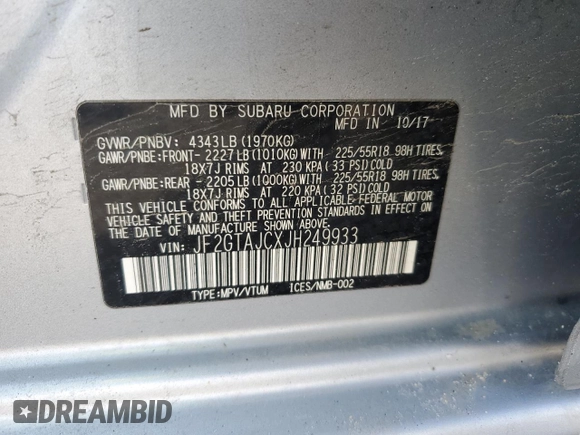 MFD BY SUBARU CORPORATION
MFD IN 10/17
GVWR/PNBV: 4343LB (1970KG)
GAWR/PNBE:FRONT- 2227LB (1010KG) WITH 225/55R18 98H TIRES,
18X7J RIMS AT 230 KPA (33 PSI) COLD
GAWR/PNBE:REAR - 2205LB (1000KG) WITH 225/55R18 98H TIRES,
18X7J RIMS AT 220 KPA (32 PSI) COLD
THIS VEHICLE CONFORMS TO ALL APPLICABLE FEDERAL MOTOR
VEHICLE SAFETY AND THEFT PREVENTION STANDARDS IN EFFECT ON
THE DATE OF MANUFACTURE SHOWN ABOVE.
VIN: JF2GTAJCXJH249933
TYPE:MPV/VTUM ICES/NMB-002
DREAMBID